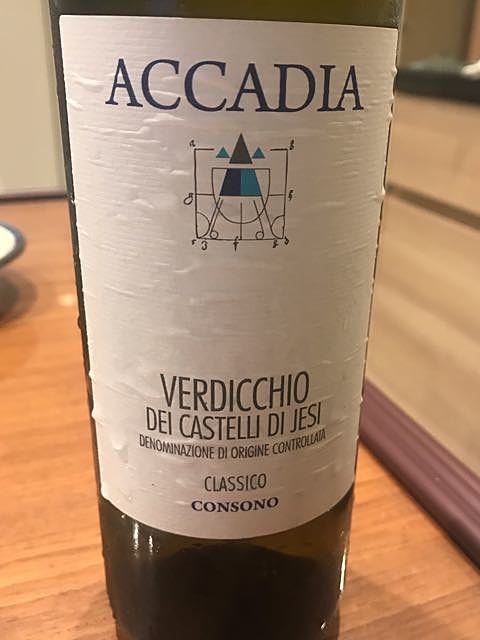 ACCADIA
VERDICCHIO
DEI CASTELLI DI JESI
DENOMINAZIONE DI ORIGINE CONTROLLATA
CLASSICO
CONSONO